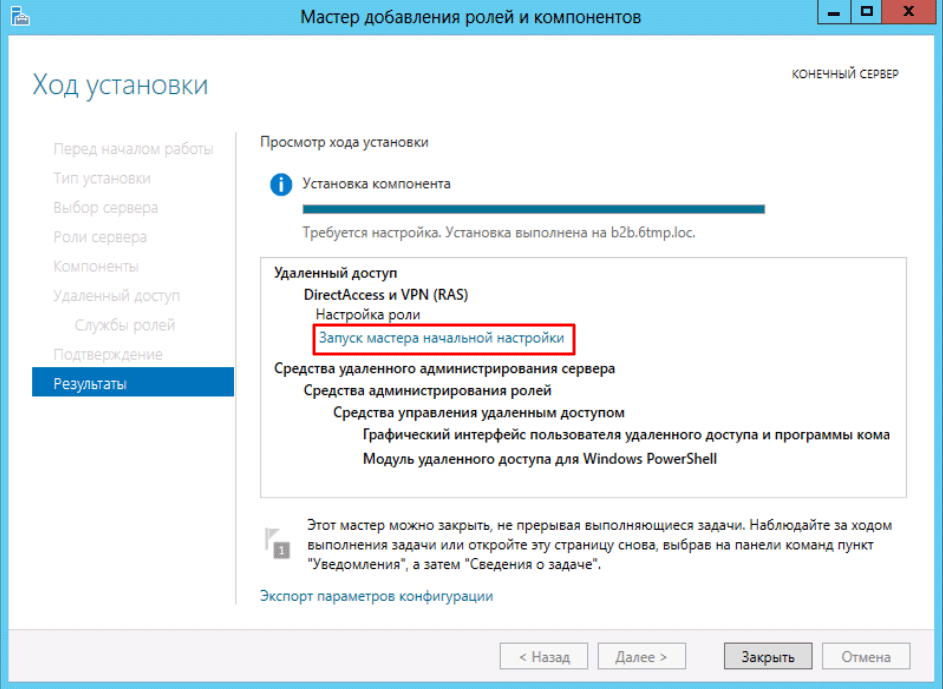 Мастер добавления ролей и компонентов
Ход установки
КОНЕЧНЫЙ СЕРВЕР
Перед началом работы
Тип установки
Выбор сервера
Роли сервера
Компоненты
Удаленный доступ
Службы ролей
Подтверждение
Результаты
Просмотр хода установки
Установка компонента
Требуется настройка. Установка выполнена на b2b.6tmp.loc.
Удаленный доступ
DirectAccess и VPN (RAS)
Настройка роли
Запуск мастера начальной настройки
Средства удаленного администрирования сервера
Средства администрирования ролей
Средства управления удаленным доступом
Графический интерфейс пользователя удаленного доступа и программы кома
Модуль удаленного доступа для Windows PowerShell
1
Этот мастер можно закрыть, не прерывая выполняющиеся задачи. Наблюдайте за ходом
выполнения задачи или откройте эту страницу снова, выбрав на панели команд пункт
"Уведомления", а затем "Сведения о задаче".
Экспорт параметров конфигурации
< Назад
Далее >
Закрыть
Отмена